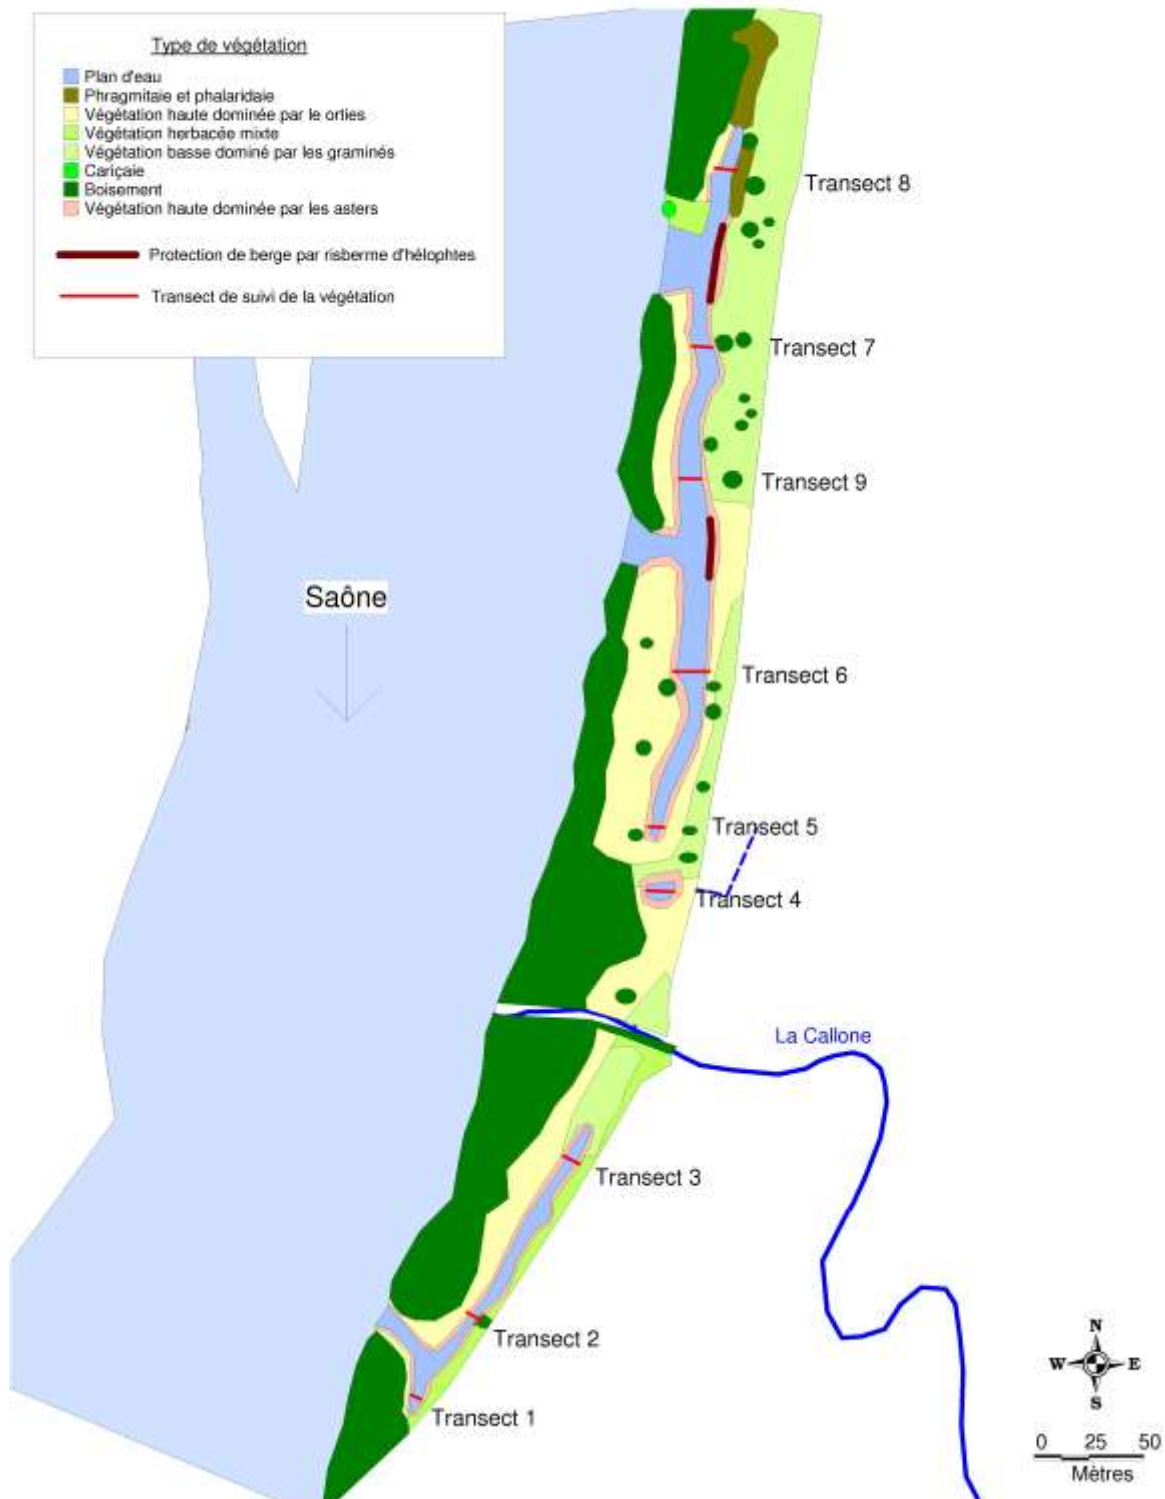 Type de végétation
Plan d'eau
Phragmitaie et phalaridaie
Végétation haute dominée par le orties
Végétation herbacée mixte
Végétation basse dominé par les graminés
Cariçaie
Boisement
Végétation haute dominée par les asters
Protection de berge par risberme d'hélophtes
Transect de suivi de la végétation
Transect 8
Transect 7
Transect 9
Saône
Transect 6
Transect 5
Transect 4
La Callone
Transect 3
Transect 2
Transect 1
N
W E
S
0 25 50
Mètres